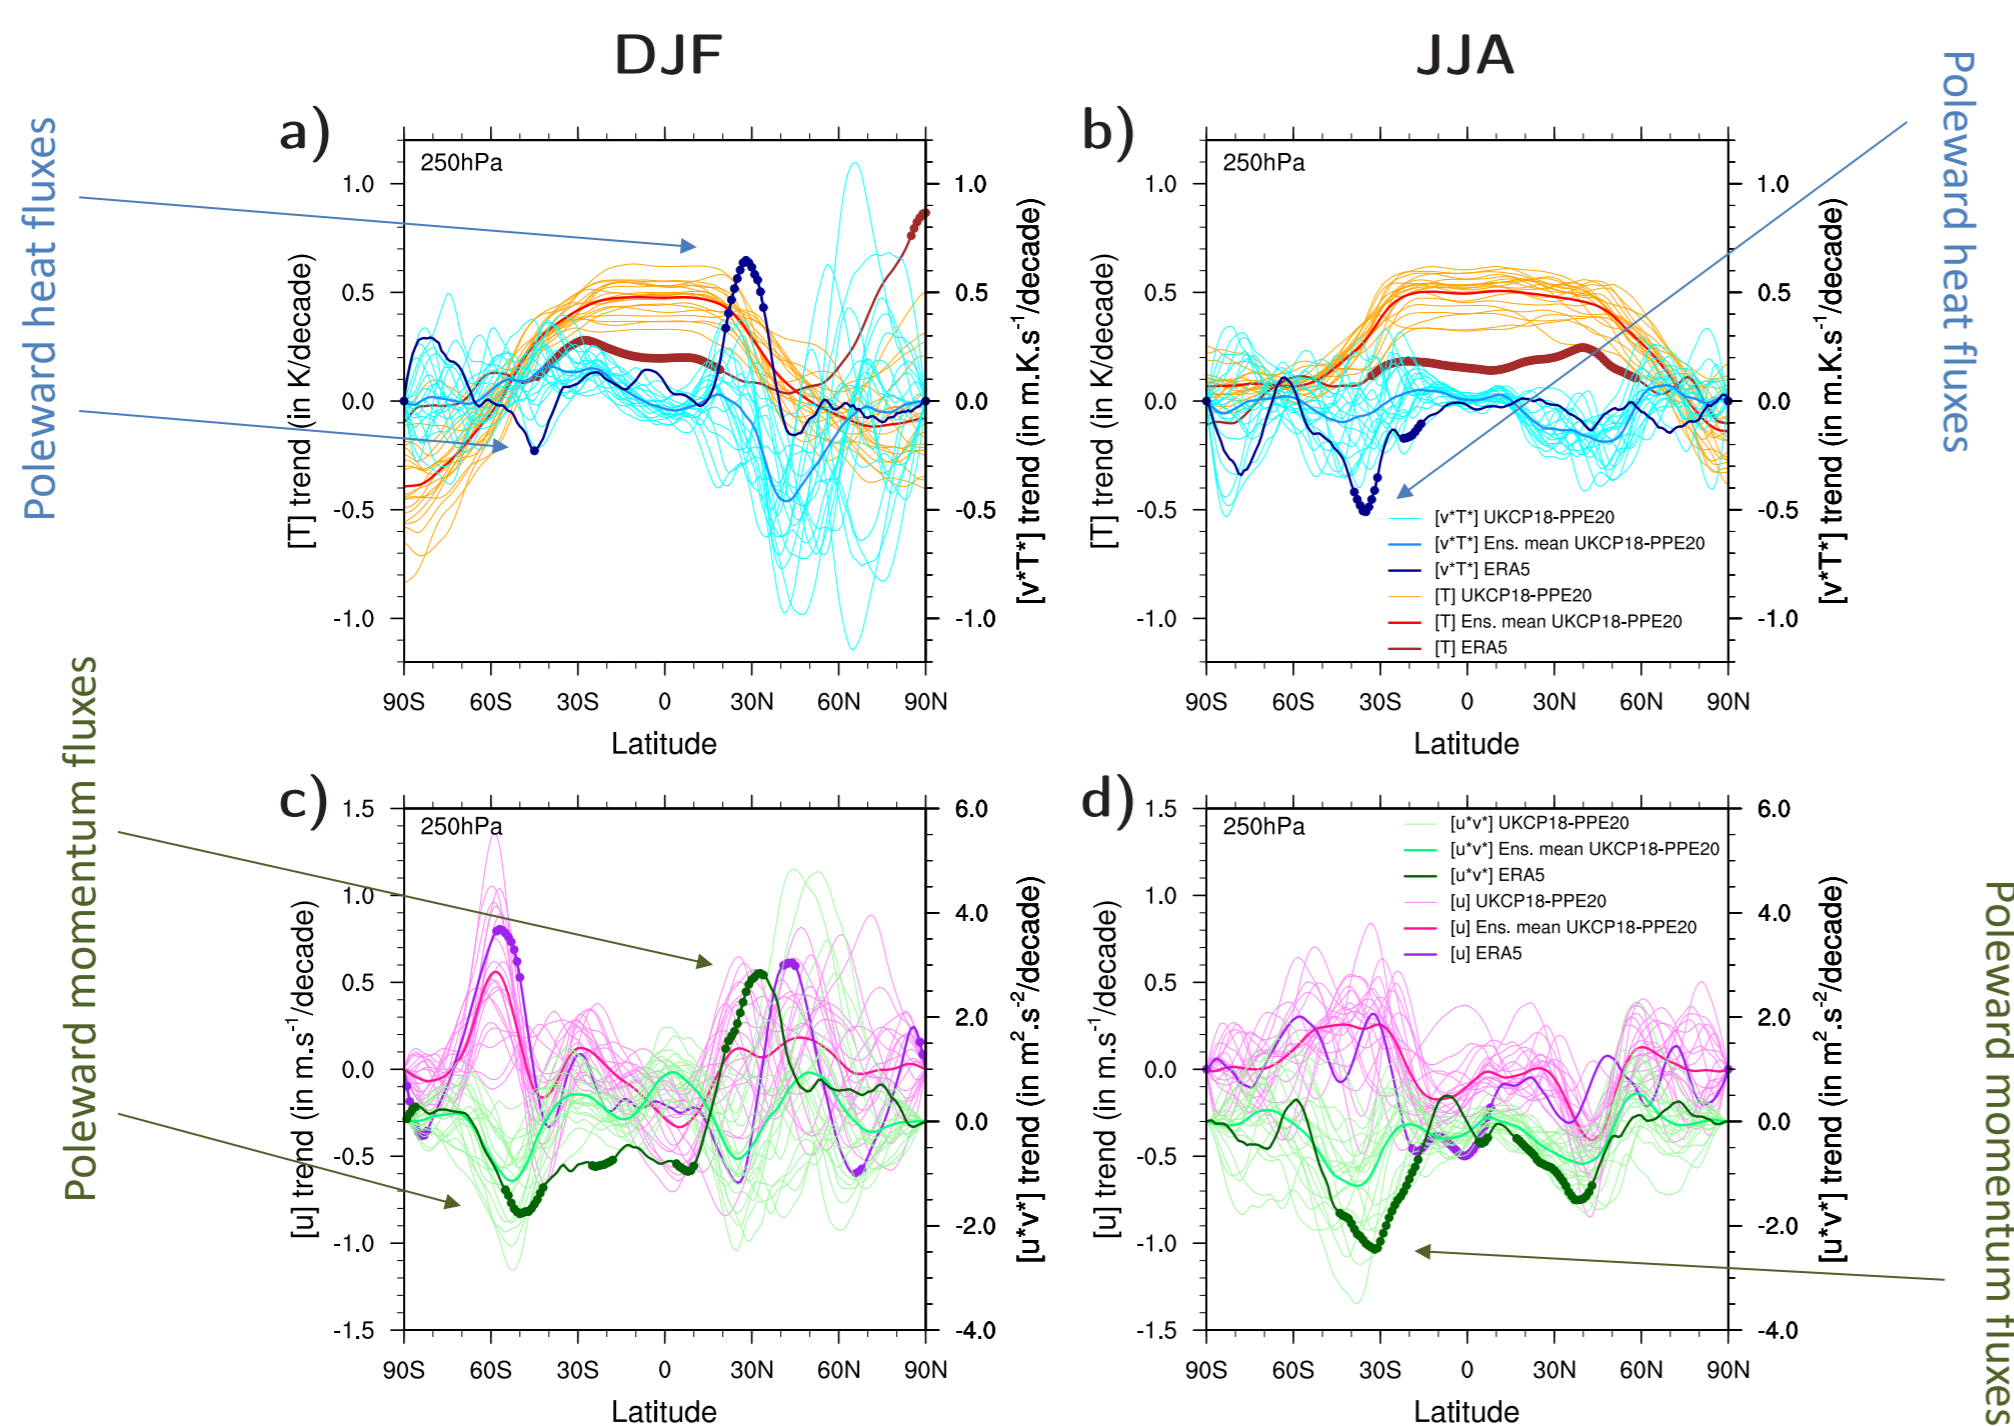 DJF
JJA
Poleward heat fluxes
Poleward heat fluxes
Poleward momentum fluxes
Poleward momentum fluxes
a)
250hPa
1.0
0.5
0.0
-0.5
-1.0
[T] trend (in K/decade)
1.0
0.5
0.0
-0.5
-1.0
[v*T*] trend (in m.K.s⁻¹/decade)
90S 60S 30S 0 30N 60N 90N
Latitude
b)
250hPa
1.0
0.5
0.0
-0.5
-1.0
[T] trend (in K/decade)
1.0
0.5
0.0
-0.5
-1.0
[v*T*] trend (in m.K.s⁻¹/decade)
[v*T*] UKCP18-PPE20
[v*T*] Ens. mean UKCP18-PPE20
[v*T*] ERA5
[T] UKCP18-PPE20
[T] Ens. mean UKCP18-PPE20
[T] ERA5
90S 60S 30S 0 30N 60N 90N
Latitude
c)
250hPa
1.5
1.0
0.5
0.0
-0.5
-1.0
-1.5
[u] trend (in m.s⁻¹/decade)
6.0
4.0
2.0
0.0
-2.0
-4.0
[u*v*] trend (in m².s⁻²/decade)
90S 60S 30S 0 30N 60N 90N
Latitude
d)
250hPa
1.5
1.0
0.5
0.0
-0.5
-1.0
-1.5
[u] trend (in m.s⁻¹/decade)
6.0
4.0
2.0
0.0
-2.0
-4.0
[u*v*] trend (in m².s⁻²/decade)
[u*v*] UKCP18-PPE20
[u*v*] Ens. mean UKCP18-PPE20
[u*v*] ERA5
[u] UKCP18-PPE20
[u] Ens. mean UKCP18-PPE20
[u] ERA5
90S 60S 30S 0 30N 60N 90N
Latitude